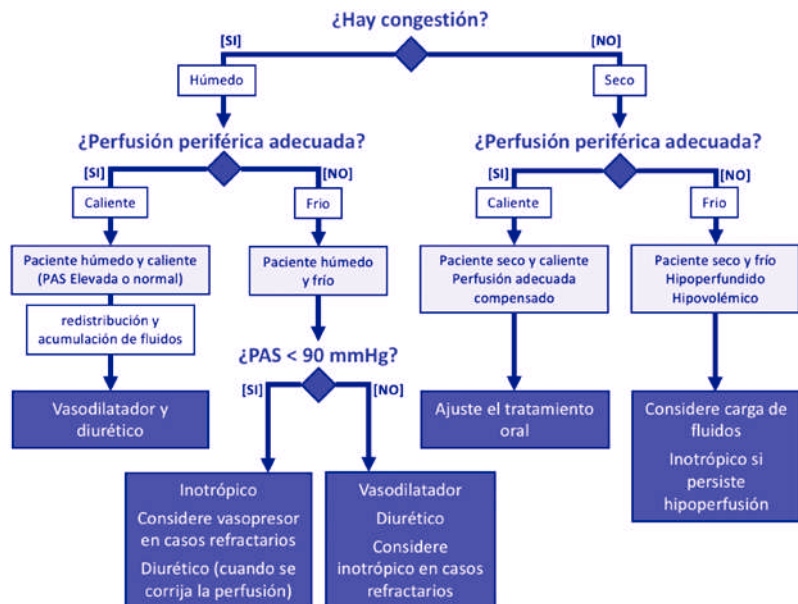 ¿Hay congestión?
[SI]
[NO]
Húmedo
Seco
¿Perfusión periférica adecuada?
¿Perfusión periférica adecuada?
[SI]
[NO]
[SI]
[NO]
Caliente
Frio
Caliente
Frio
Paciente húmedo y caliente
(PAS Elevada o normal)
Paciente húmedo
y frío
Paciente seco y caliente
Perfusión adecuada
compensado
Paciente seco y frío
Hipoperfundido
Hipovolémico
redistribución y
acumulación de fluidos
¿PAS < 90 mmHg?
[SI]
[NO]
Vasodilatador y
diurético
Ajuste el tratamiento
oral
Considere carga de
fluidos
Inotrópico si
persiste
hipoperfusión
Inotrópico
Considere vasopresor
en casos refractarios
Diurético (cuando se
corrija la perfusión)
Vasodilatador
Diurético
Considere
inotrópico en casos
refractarios